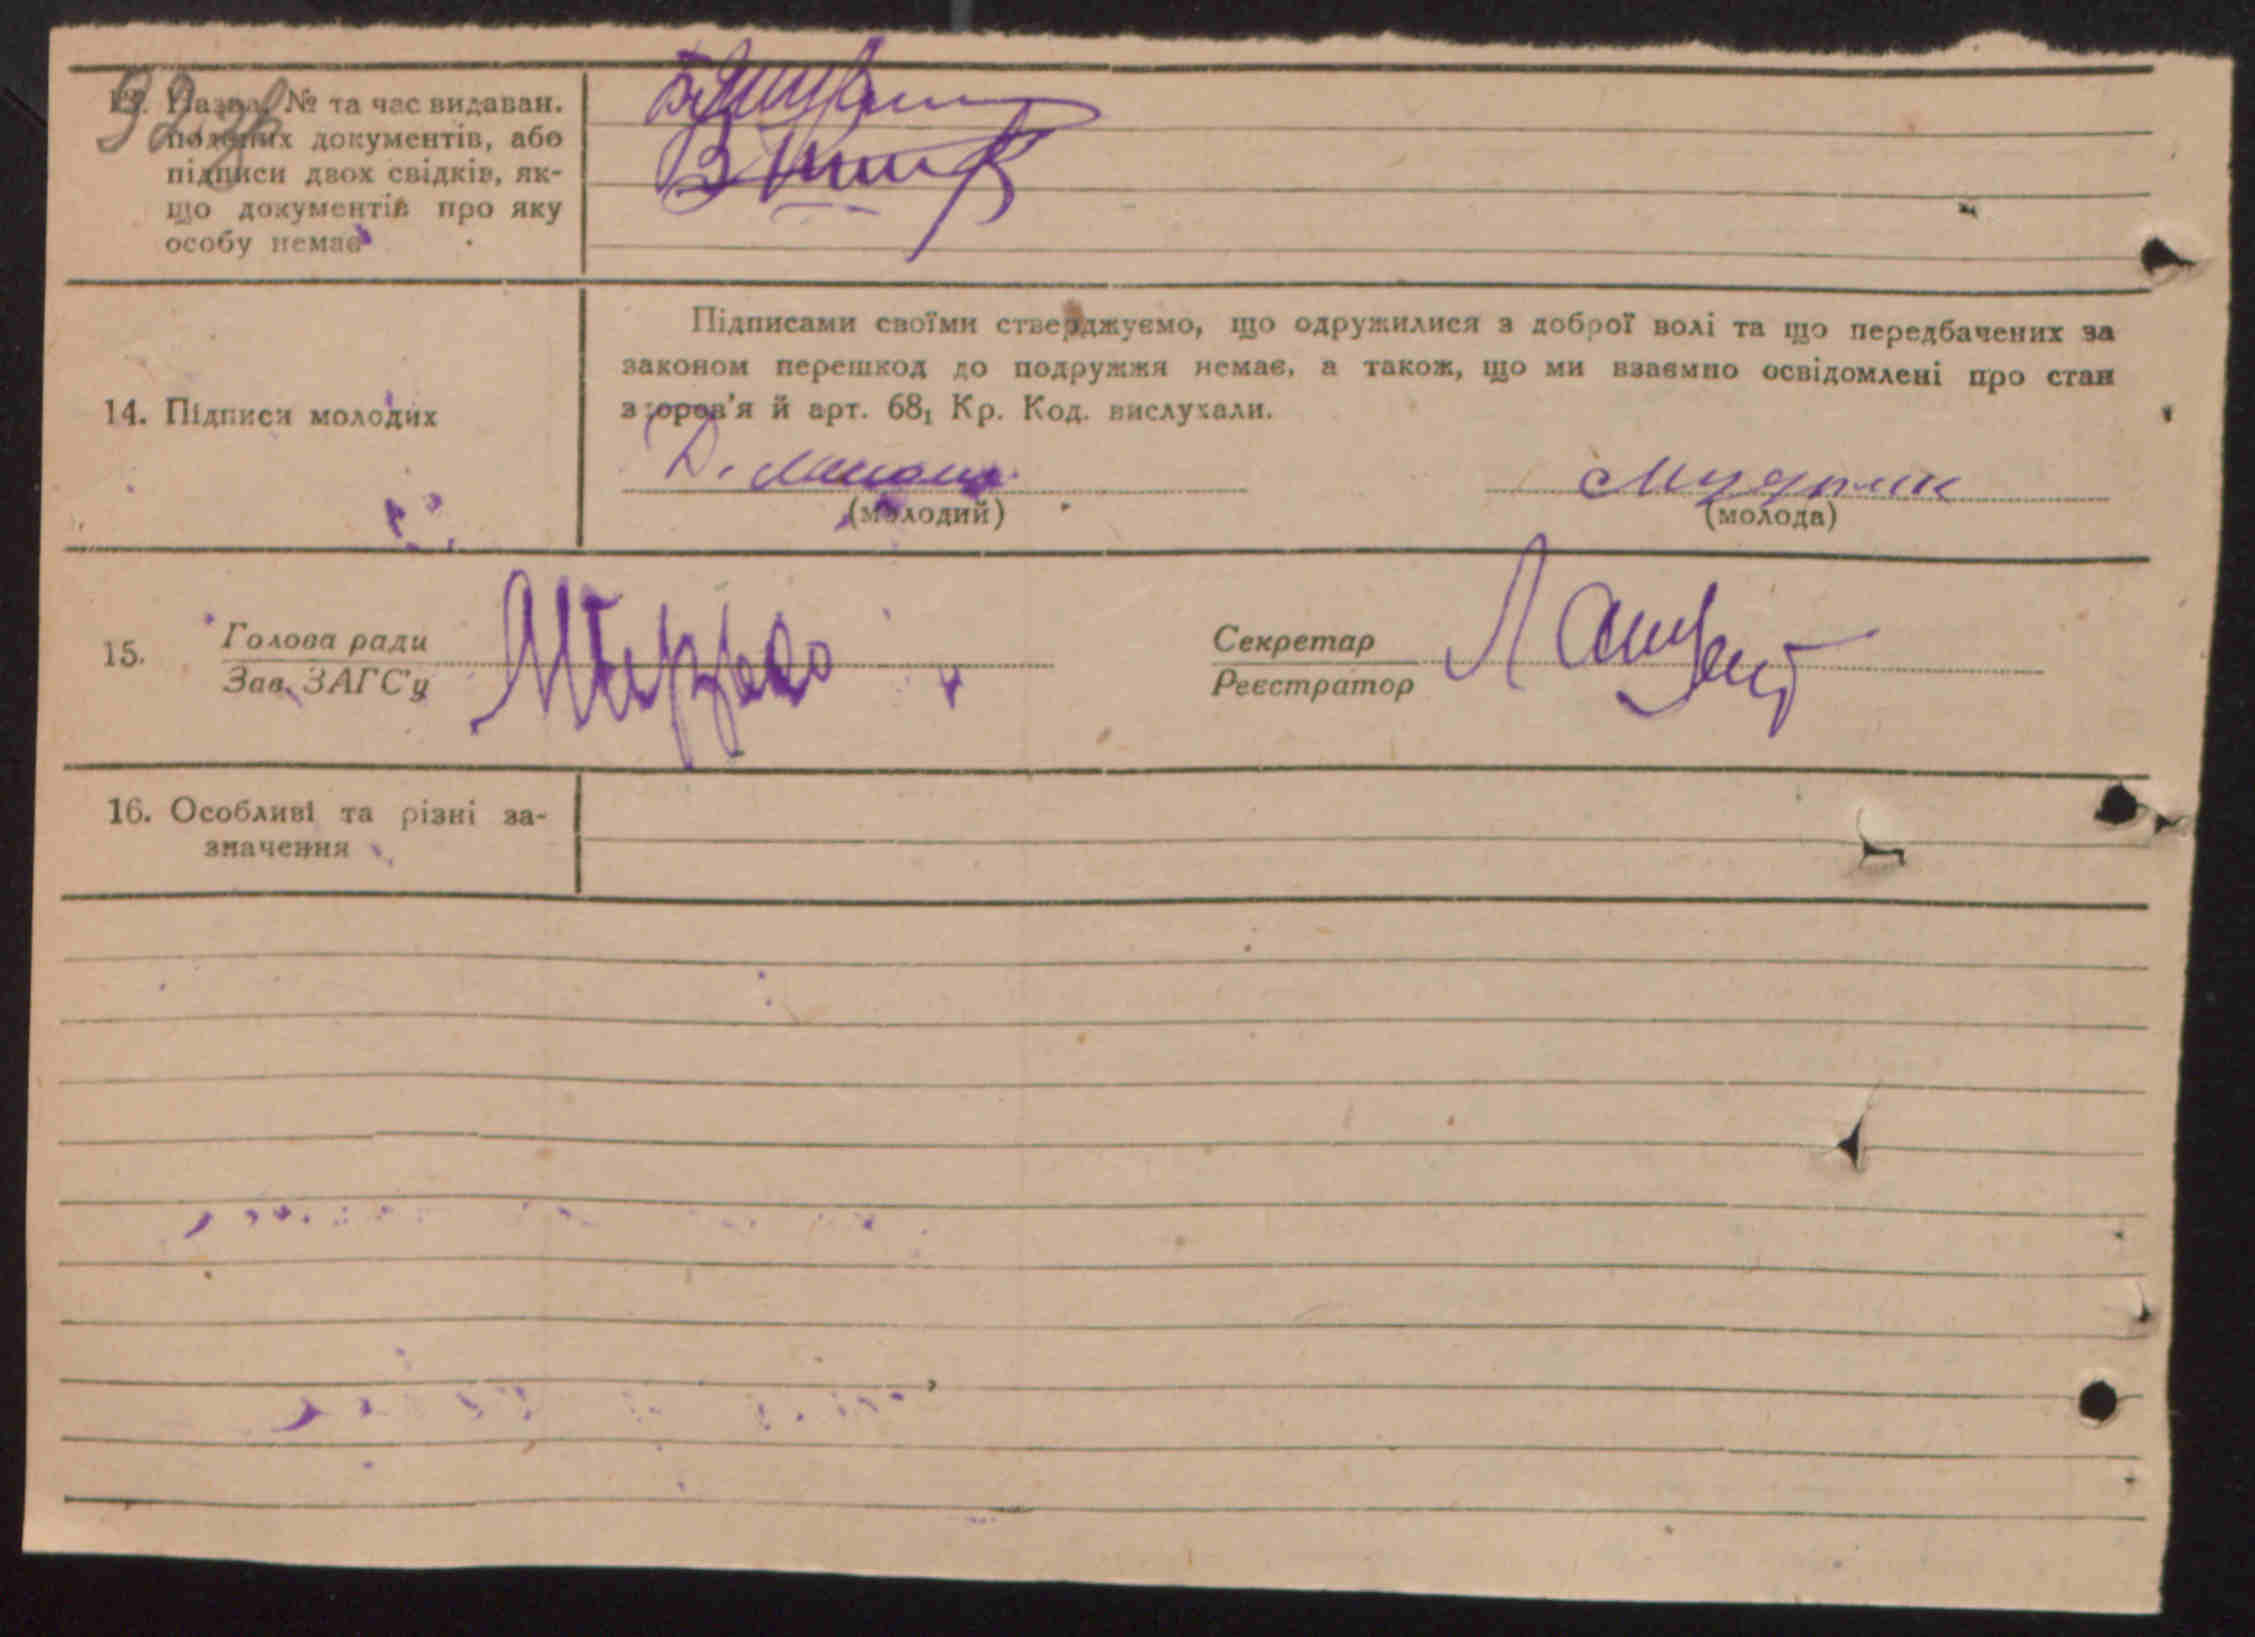 92 зв
13. Назва, № та час видаван.
поданих документів, або
підписи двох свідків, як-
що документів про яку
особу немає
14. Підписи молодих
Підписами своїми стверджуємо, що одружилися з доброї волі та що передбачених за
законом перешкод до подружжя немає, а також, що ми взаємно освідомлені про стан
здоров'я й арт. 68₁ Кр. Код. вислухали.
Д.
(молодий)
(молода)
15. Голова ради
Зав. ЗАГС'у
Секретар
Реєстратор
16. Особливі та різні за-
значення